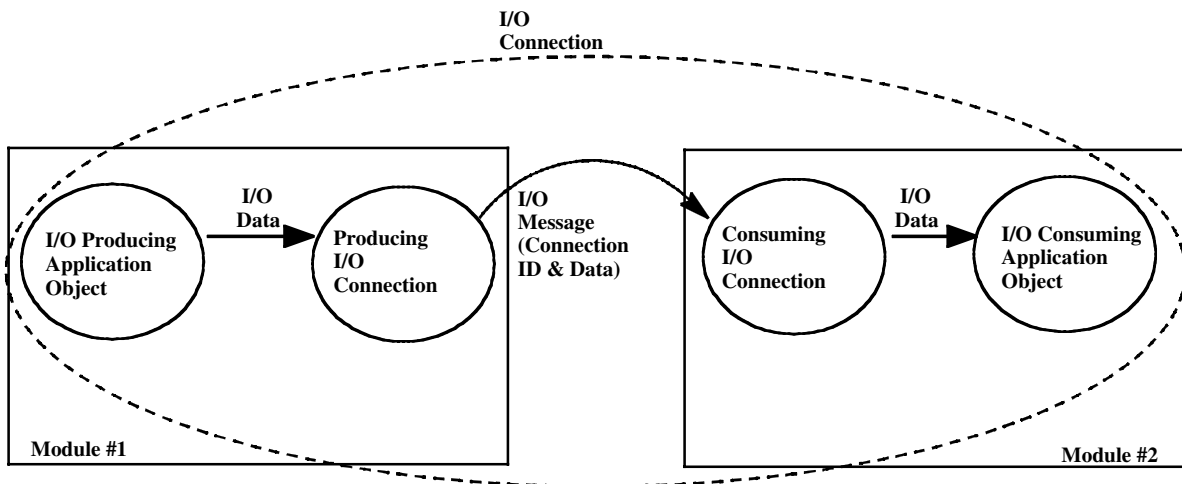 I/O
Connection
I/O Producing
Application
Object
I/O
Data
Producing
I/O
Connection
I/O
Message
(Connection
ID & Data)
Consuming
I/O
Connection
I/O
Data
I/O Consuming
Application
Object
Module #1
Module #2